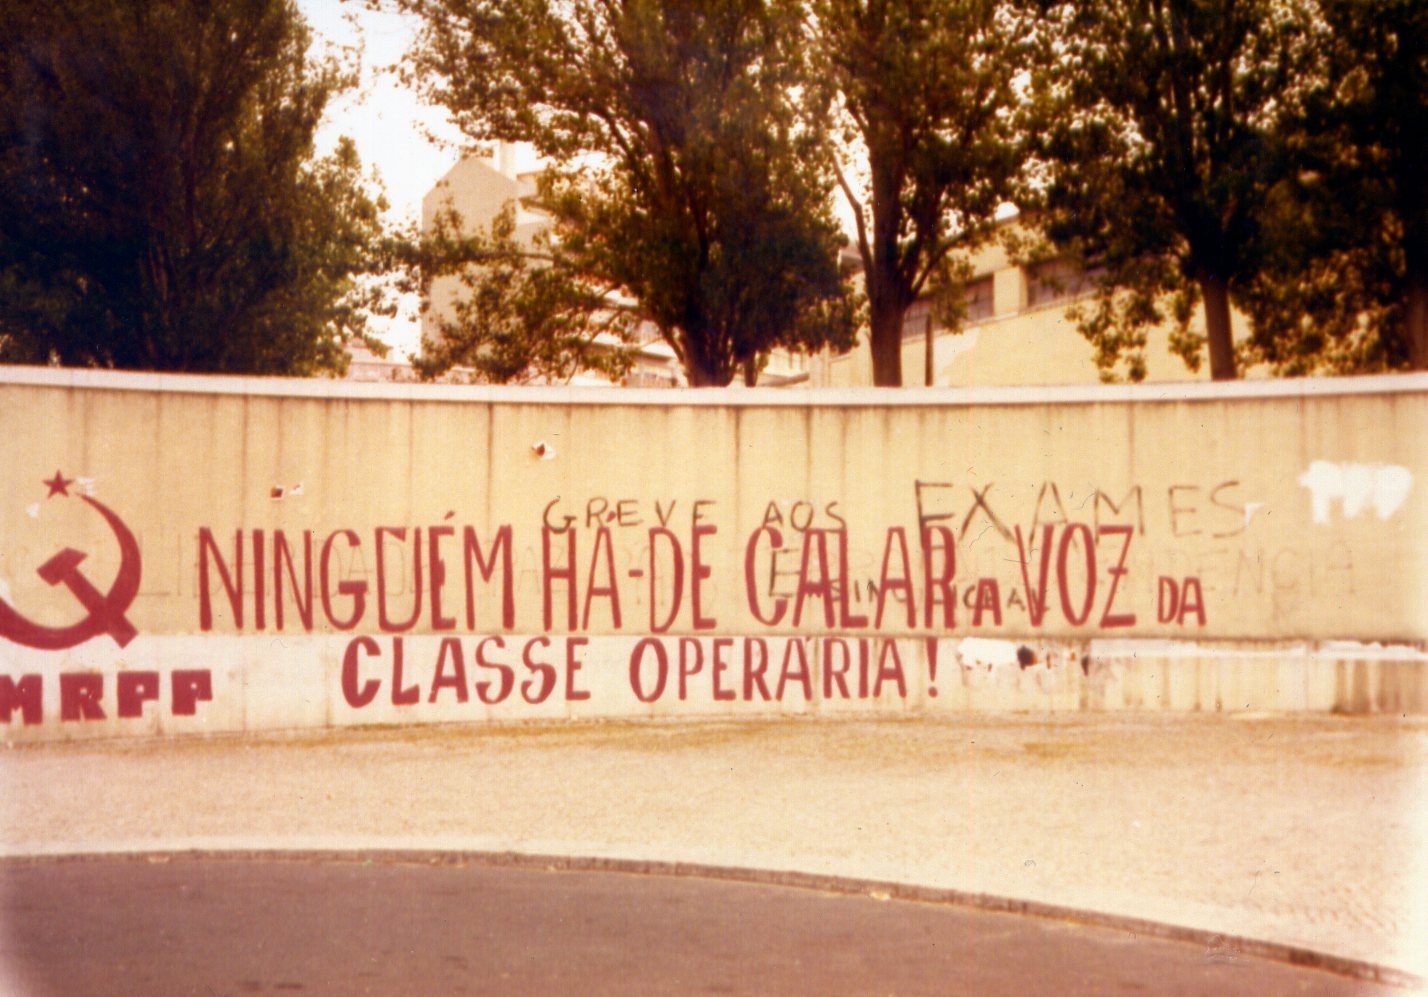 GREVE AOS EXAMES
NINGUÉM HÁ-DE CALAR A VOZ DA
CLASSE OPERÁRIA!
MRPP